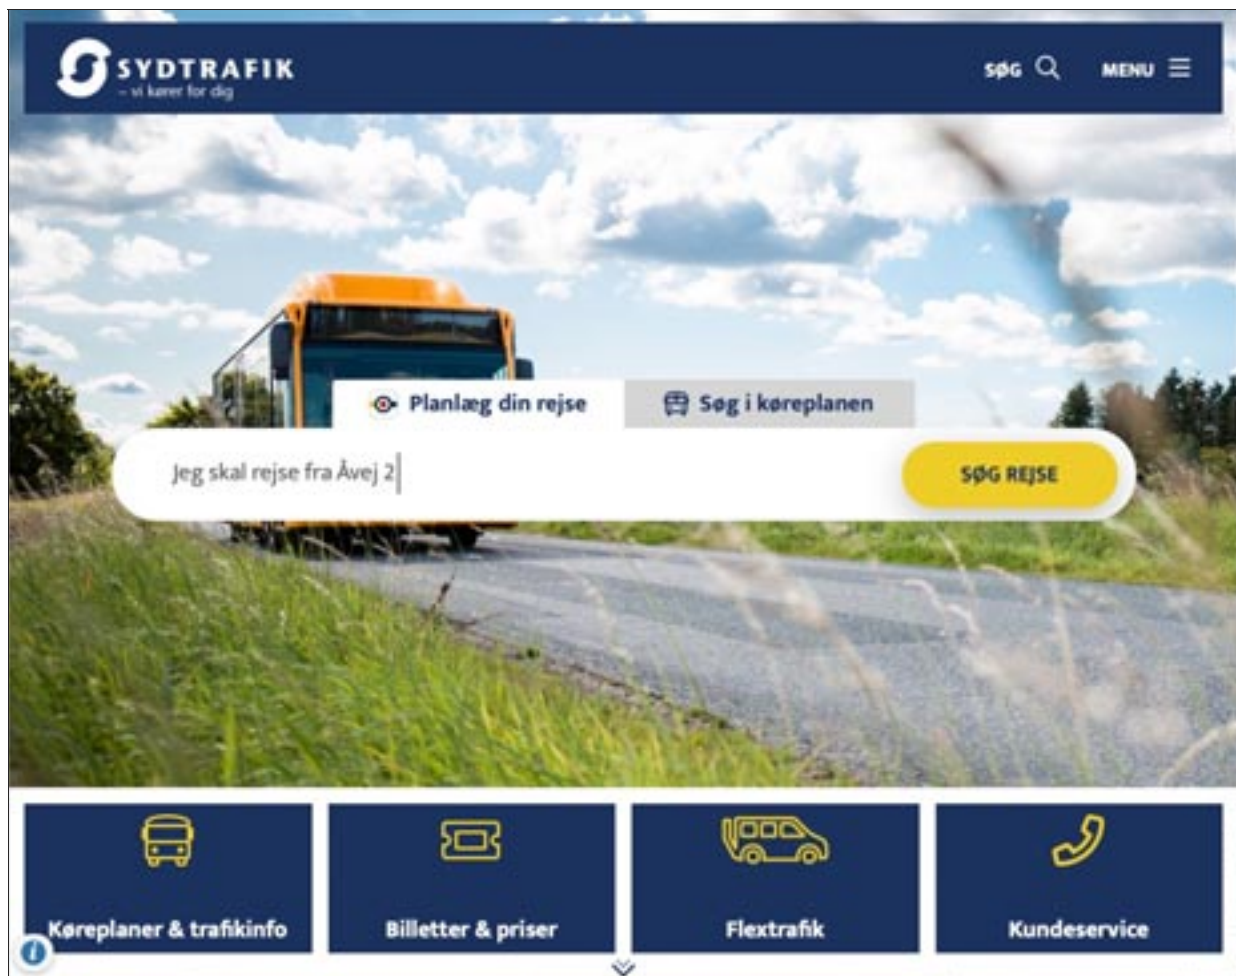 SYDTRAFIK
– vi kører for dig
SØG
MENU
Planlæg din rejse
Søg i køreplanen
Jeg skal rejse fra Åvej 2
SØG REJSE
Køreplaner & trafikinfo
Billetter & priser
Flextrafik
Kundeservice
i